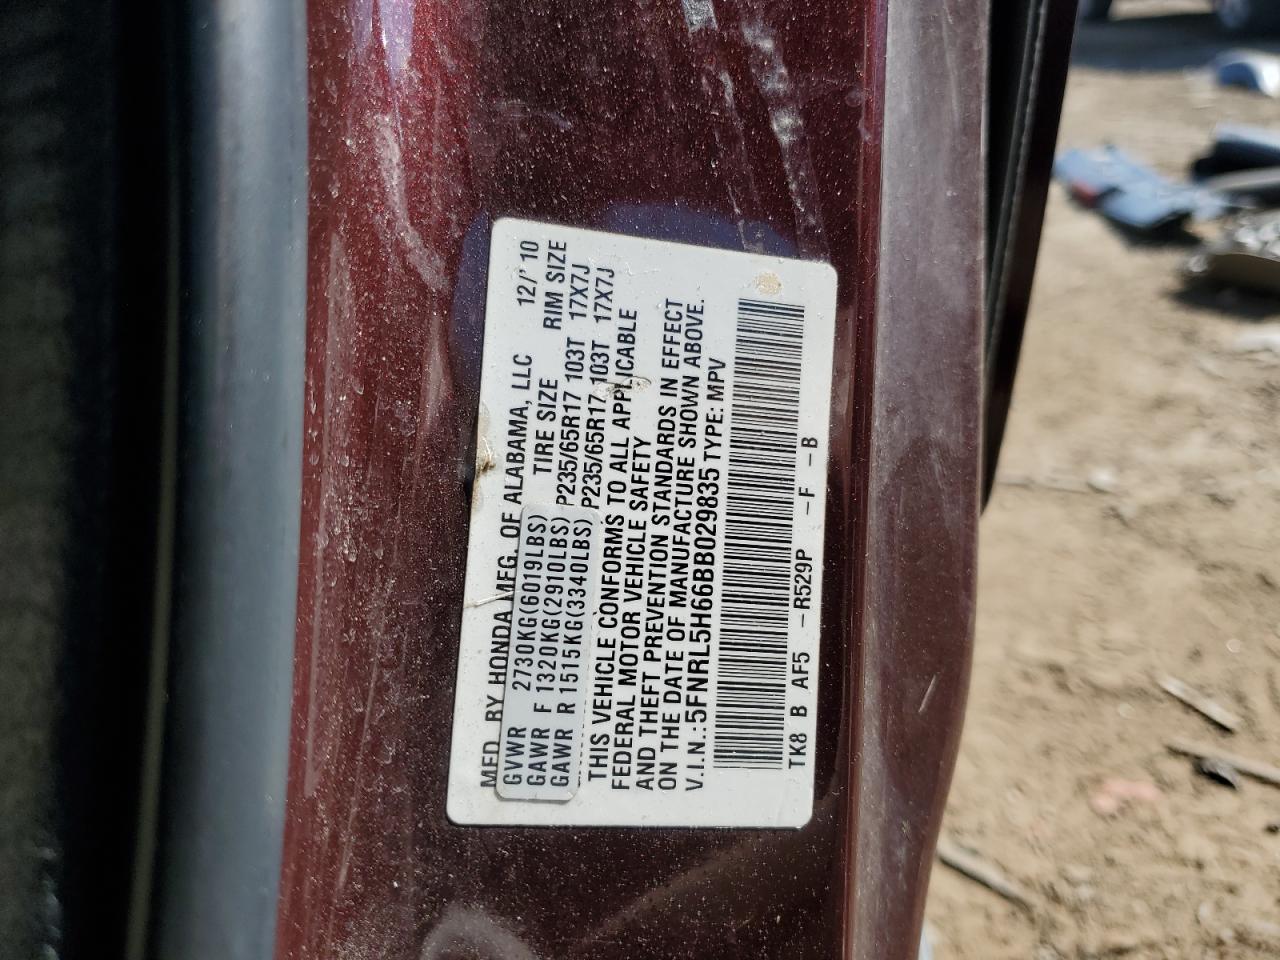 MFD. BY HONDA MFG. OF ALABAMA, LLC 12/'10
TIRE SIZE RIM SIZE
GVWR 2730KG(6019LBS)
GAWR F 1320KG(2910LBS) P235/65R17 103T 17X7J
GAWR R 1515KG(3340LBS) P235/65R17 103T 17X7J
THIS VEHICLE CONFORMS TO ALL APPLICABLE
FEDERAL MOTOR VEHICLE SAFETY
AND THEFT PREVENTION STANDARDS IN EFFECT
ON THE DATE OF MANUFACTURE SHOWN ABOVE.
V.I.N.:5FNRL5H66BB029835 TYPE: MPV
TK8 B AF5 -R529P -F -B